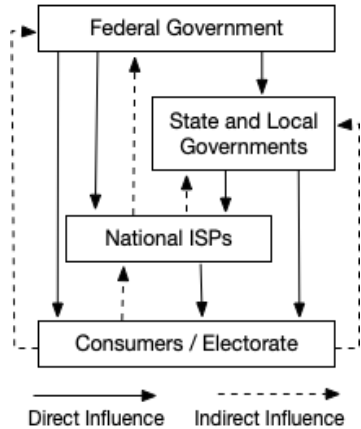 Federal Government
State and Local
Governments
National ISPs
Consumers / Electorate
Direct Influence
Indirect Influence